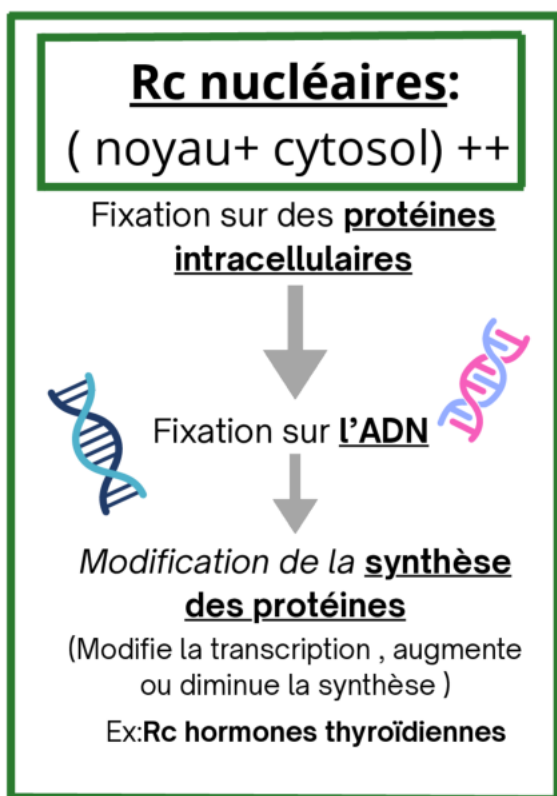 Rc nucléaires:
( noyau+ cytosol) ++
Fixation sur des protéines
intracellulaires
Fixation sur l'ADN
Modification de la synthèse
des protéines
(Modifie la transcription , augmente
ou diminue la synthèse )
Ex:Rc hormones thyroïdiennes